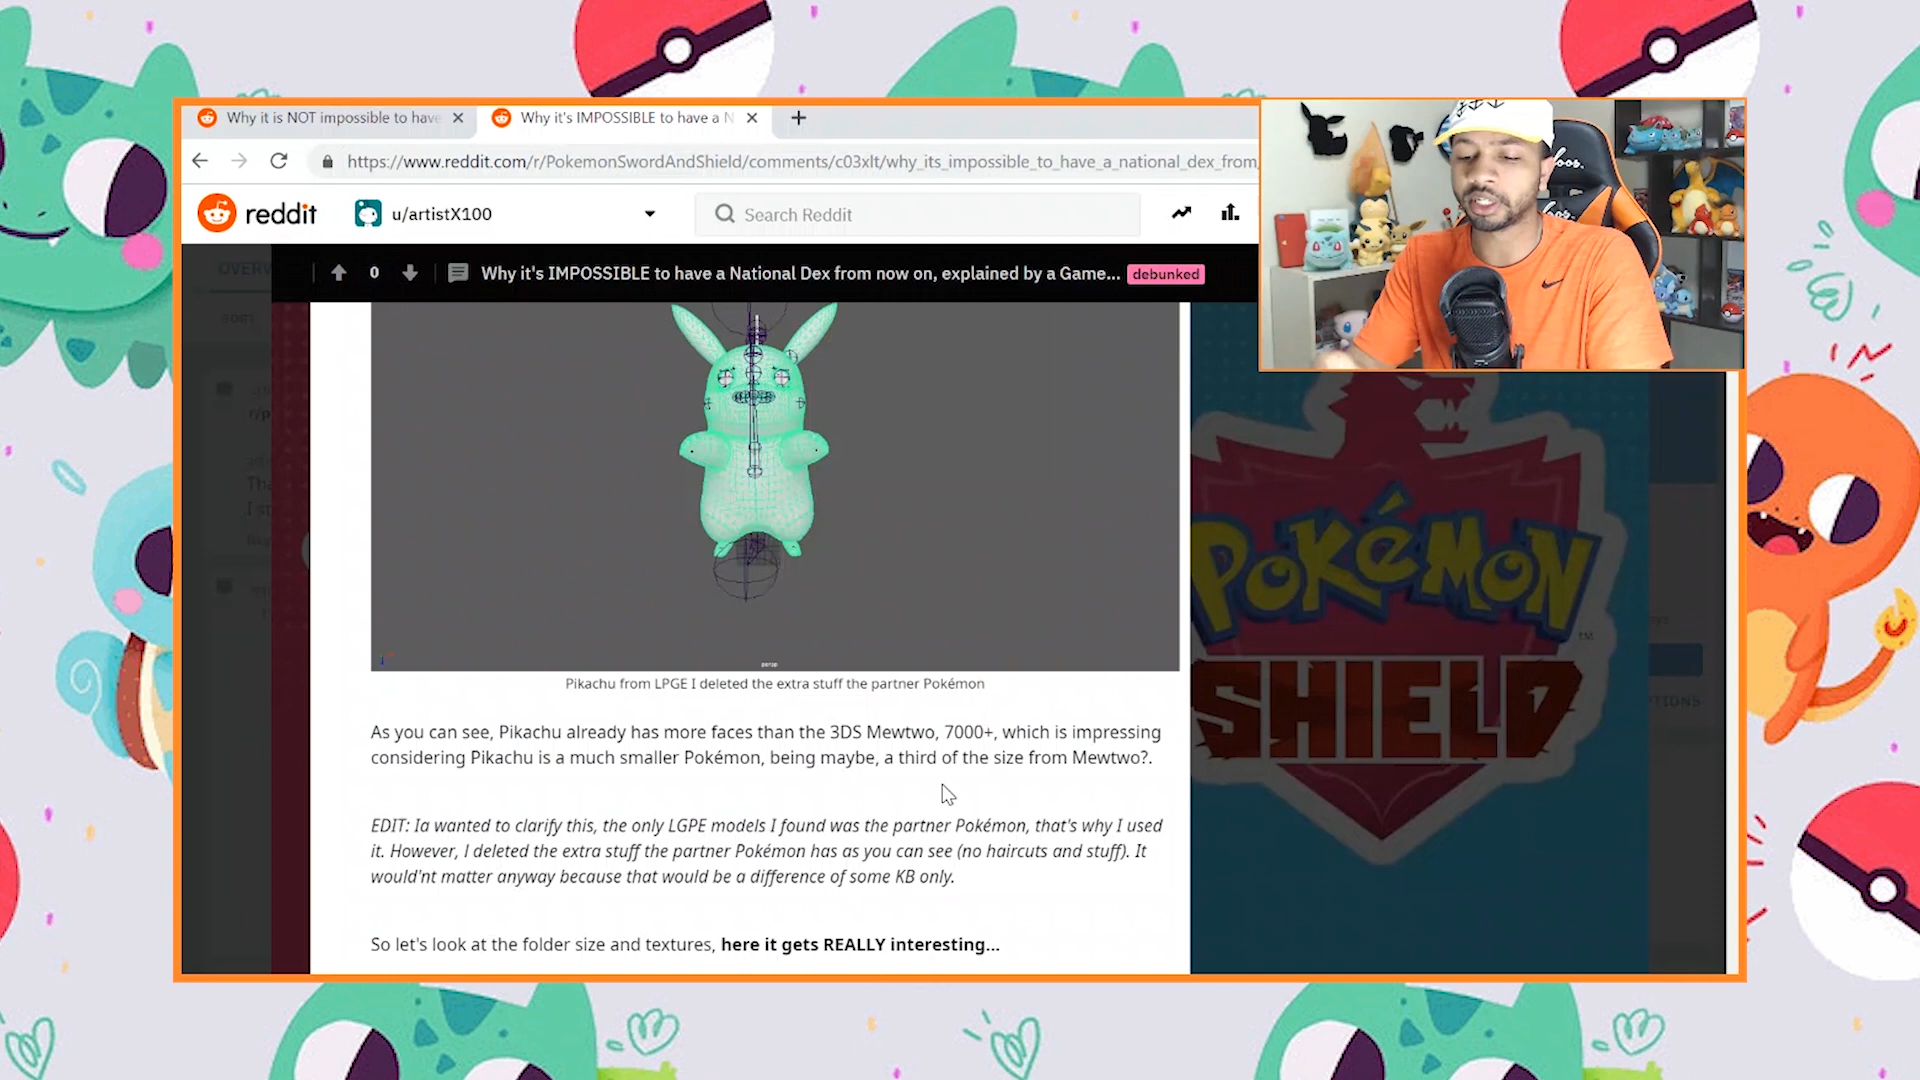 Why it is NOT impossible to have
Why it's IMPOSSIBLE to have a N
https://www.reddit.com/r/PokemonSwordAndShield/comments/c03xlt/why_its_impossible_to_have_a_national_dex_from
reddit
u/artistX100
Search Reddit
0
Why it's IMPOSSIBLE to have a National Dex from now on, explained by a Game...
debunked
OVERV
SORT
r/p
Tha
I st
persp
Pikachu from LPGE I deleted the extra stuff the partner Pokémon
As you can see, Pikachu already has more faces than the 3DS Mewtwo, 7000+, which is impressing
considering Pikachu is a much smaller Pokémon, being maybe, a third of the size from Mewtwo?.
EDIT: Ia wanted to clarify this, the only LGPE models I found was the partner Pokémon, that's why I used
it. However, I deleted the extra stuff the partner Pokémon has as you can see (no haircuts and stuff). It
would'nt matter anyway because that would be a difference of some KB only.
So let's look at the folder size and textures, here it gets REALLY interesting...
POKéMON
TM
SHIELD
TIONS